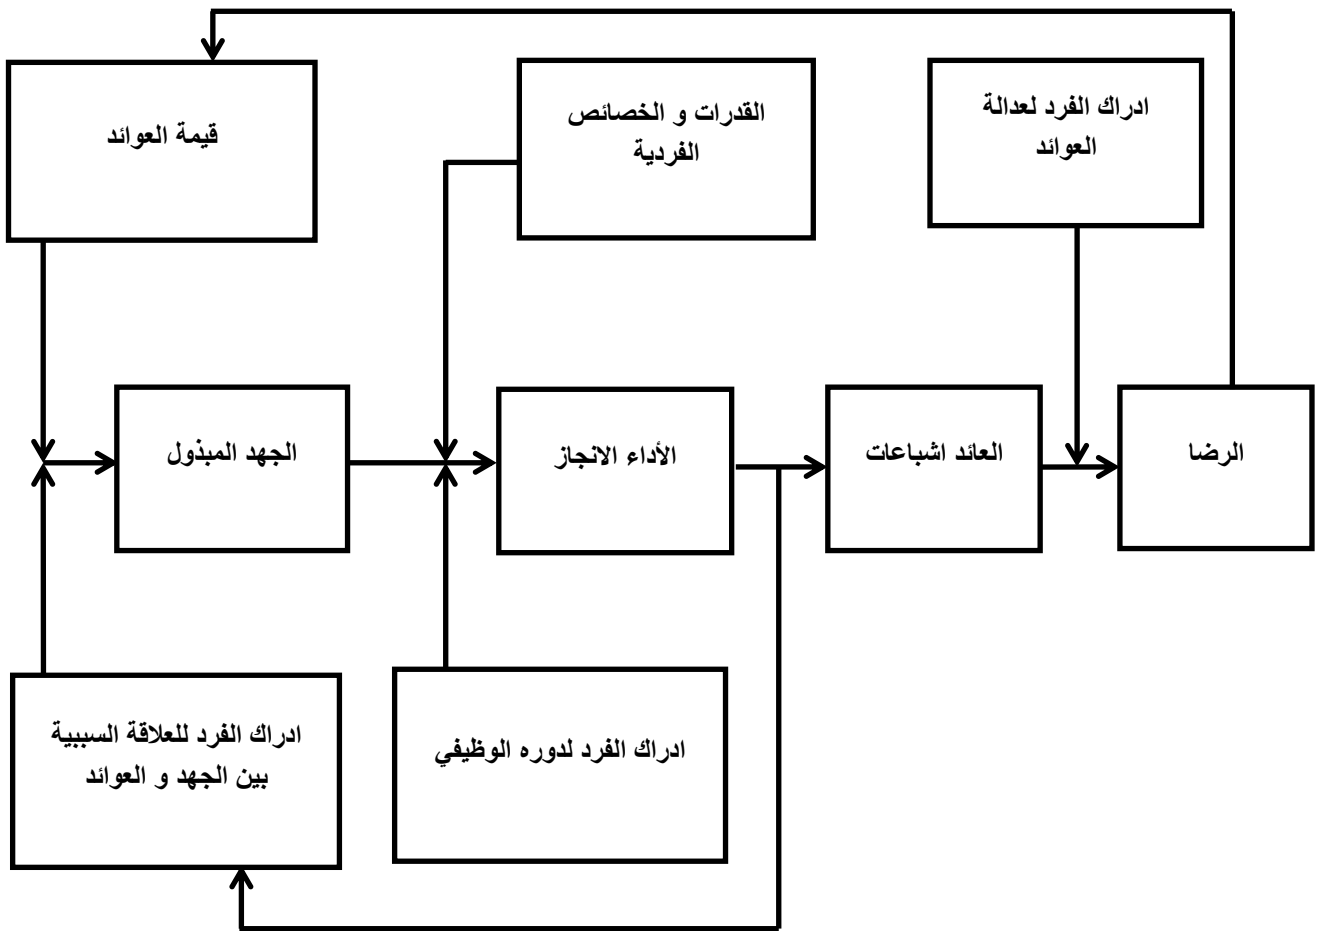 قيمة العوائد
القدرات و الخصائص
الفردية
ادراك الفرد لعدالة
العوائد
الجهد المبذول
الأداء الانجاز
العائد اشباعات
الرضا
ادراك الفرد للعلاقة السببية
بين الجهد و العوائد
ادراك الفرد لدوره الوظيفي